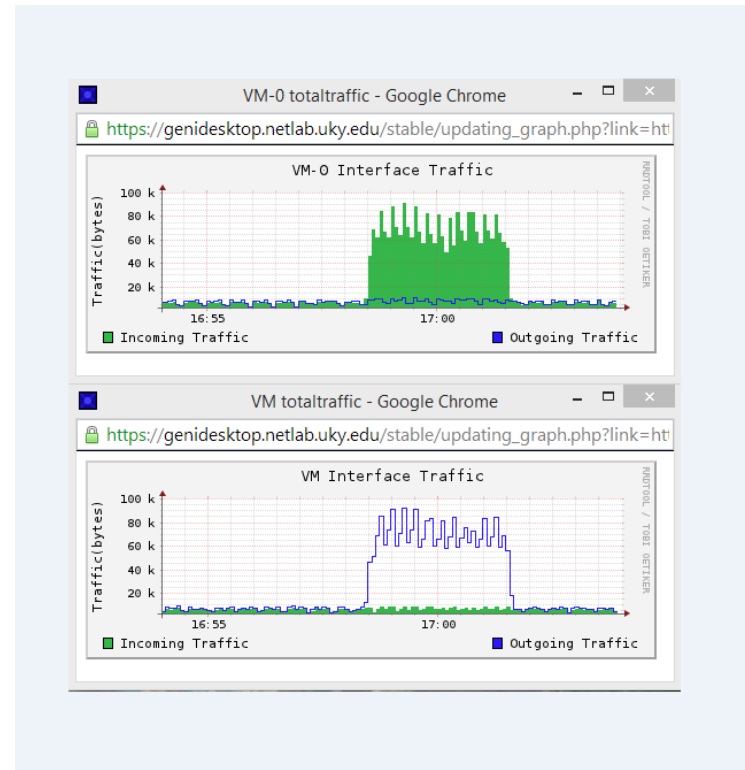 VM-0 totaltraffic - Google Chrome
https://genidesktop.netlab.uky.edu/stable/updating_graph.php?link=htt
VM-O Interface Traffic
RRDTOOL / TOBI OETIKER
Traffic(bytes)
100 k
80 k
60 k
40 k
20 k
16:55 17:00
Incoming Traffic Outgoing Traffic
VM totaltraffic - Google Chrome
https://genidesktop.netlab.uky.edu/stable/updating_graph.php?link=htt
VM Interface Traffic
RRDTOOL / TOBI OETIKER
Traffic(bytes)
100 k
80 k
60 k
40 k
20 k
16:55 17:00
Incoming Traffic Outgoing Traffic